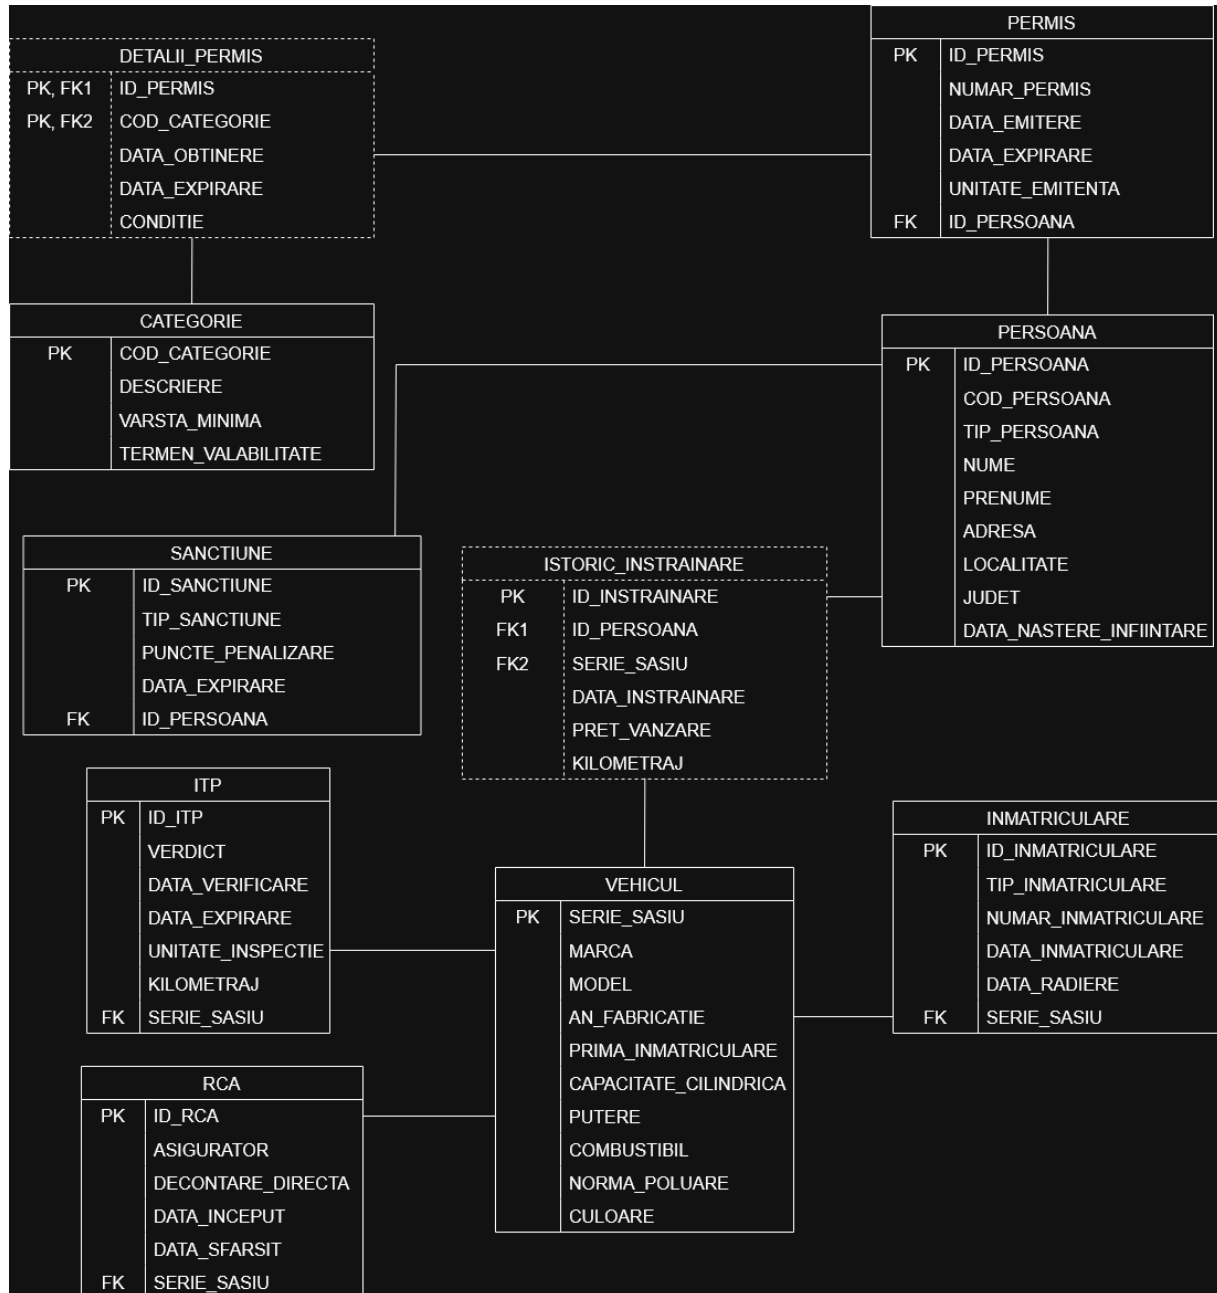 DETALII_PERMIS
PK, FK1 ID_PERMIS
PK, FK2 COD_CATEGORIE
DATA_OBTINERE
DATA_EXPIRARE
CONDITIE
PERMIS
PK ID_PERMIS
NUMAR_PERMIS
DATA_EMITERE
DATA_EXPIRARE
UNITATE_EMITENTA
FK ID_PERSOANA
CATEGORIE
PK COD_CATEGORIE
DESCRIERE
VARSTA_MINIMA
TERMEN_VALABILITATE
PERSOANA
PK ID_PERSOANA
COD_PERSOANA
TIP_PERSOANA
NUME
PRENUME
ADRESA
LOCALITATE
JUDET
DATA_NASTERE_INFIINTARE
SANCTIUNE
PK ID_SANCTIUNE
TIP_SANCTIUNE
PUNCTE_PENALIZARE
DATA_EXPIRARE
FK ID_PERSOANA
ISTORIC_INSTRAINARE
PK ID_INSTRAINARE
FK1 ID_PERSOANA
FK2 SERIE_SASIU
DATA_INSTRAINARE
PRET_VANZARE
KILOMETRAJ
ITP
PK ID_ITP
VERDICT
DATA_VERIFICARE
DATA_EXPIRARE
UNITATE_INSPECTIE
KILOMETRAJ
FK SERIE_SASIU
INMATRICULARE
PK ID_INMATRICULARE
TIP_INMATRICULARE
NUMAR_INMATRICULARE
DATA_INMATRICULARE
DATA_RADIERE
FK SERIE_SASIU
VEHICUL
PK SERIE_SASIU
MARCA
MODEL
AN_FABRICATIE
PRIMA_INMATRICULARE
CAPACITATE_CILINDRICA
PUTERE
COMBUSTIBIL
NORMA_POLUARE
CULOARE
RCA
PK ID_RCA
ASIGURATOR
DECONTARE_DIRECTA
DATA_INCEPUT
DATA_SFARSIT
FK SERIE_SASIU